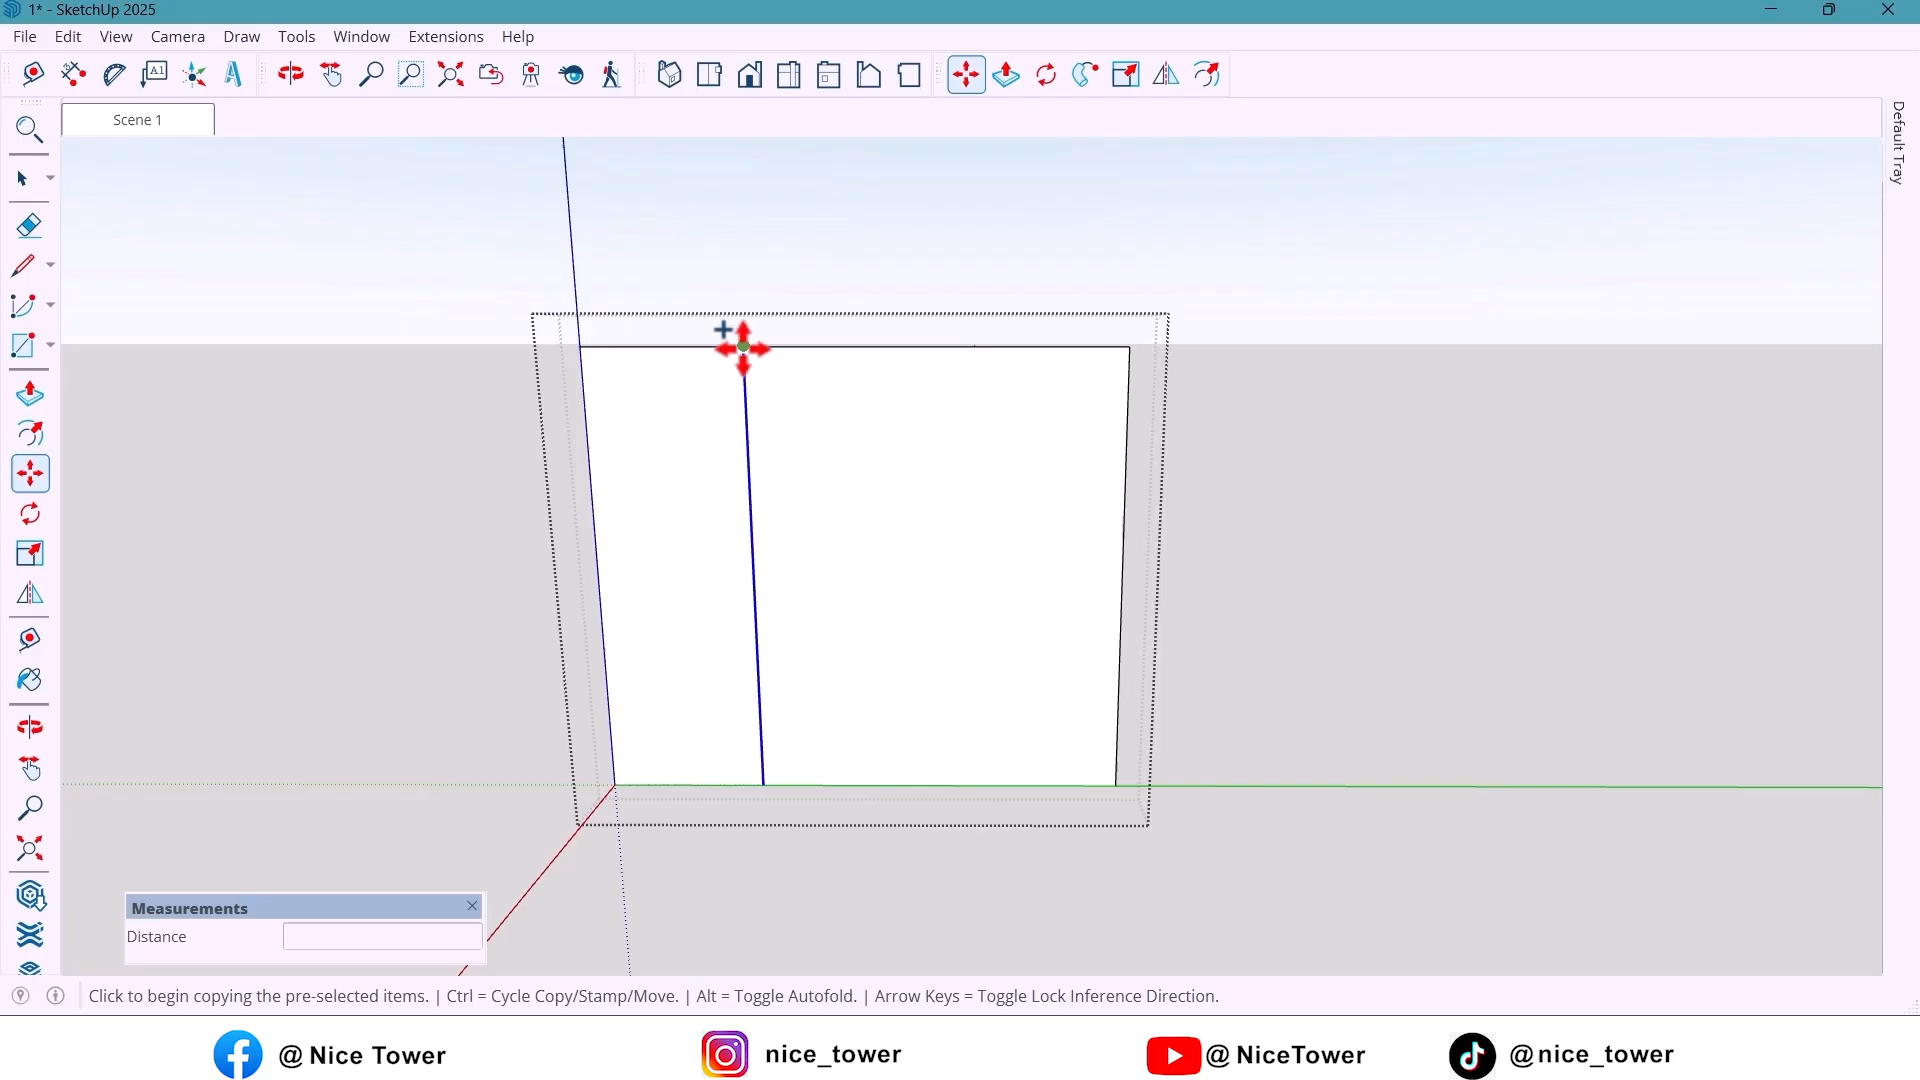 1* - SketchUp 2025
File Edit View Camera Draw Tools Window Extensions Help
A1
Scene 1
Default Tray
Measurements
Distance
Click to begin copying the pre-selected items. | Ctrl = Cycle Copy/Stamp/Move. | Alt = Toggle Autofold. | Arrow Keys = Toggle Lock Inference Direction.
@ Nice Tower nice_tower @ NiceTower @nice_tower